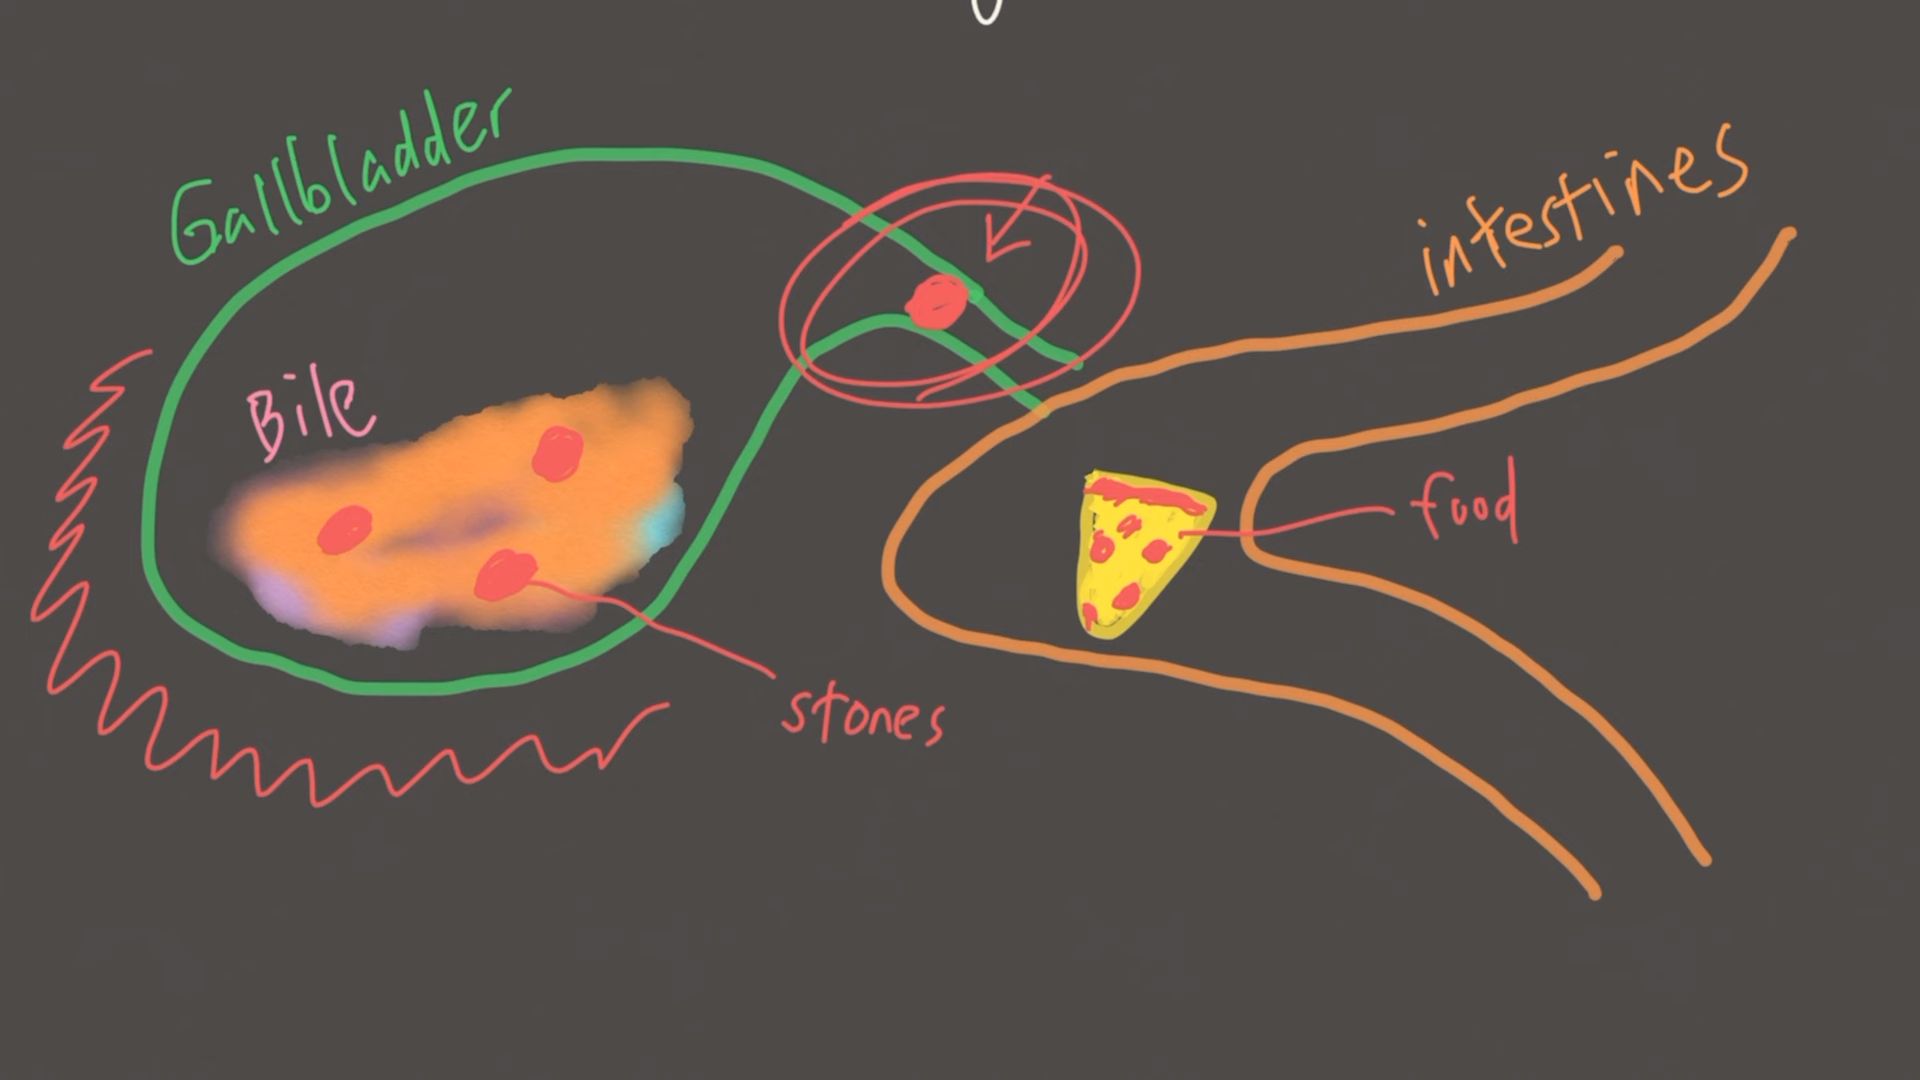 Gallbladder
intestines
Bile
food
stones